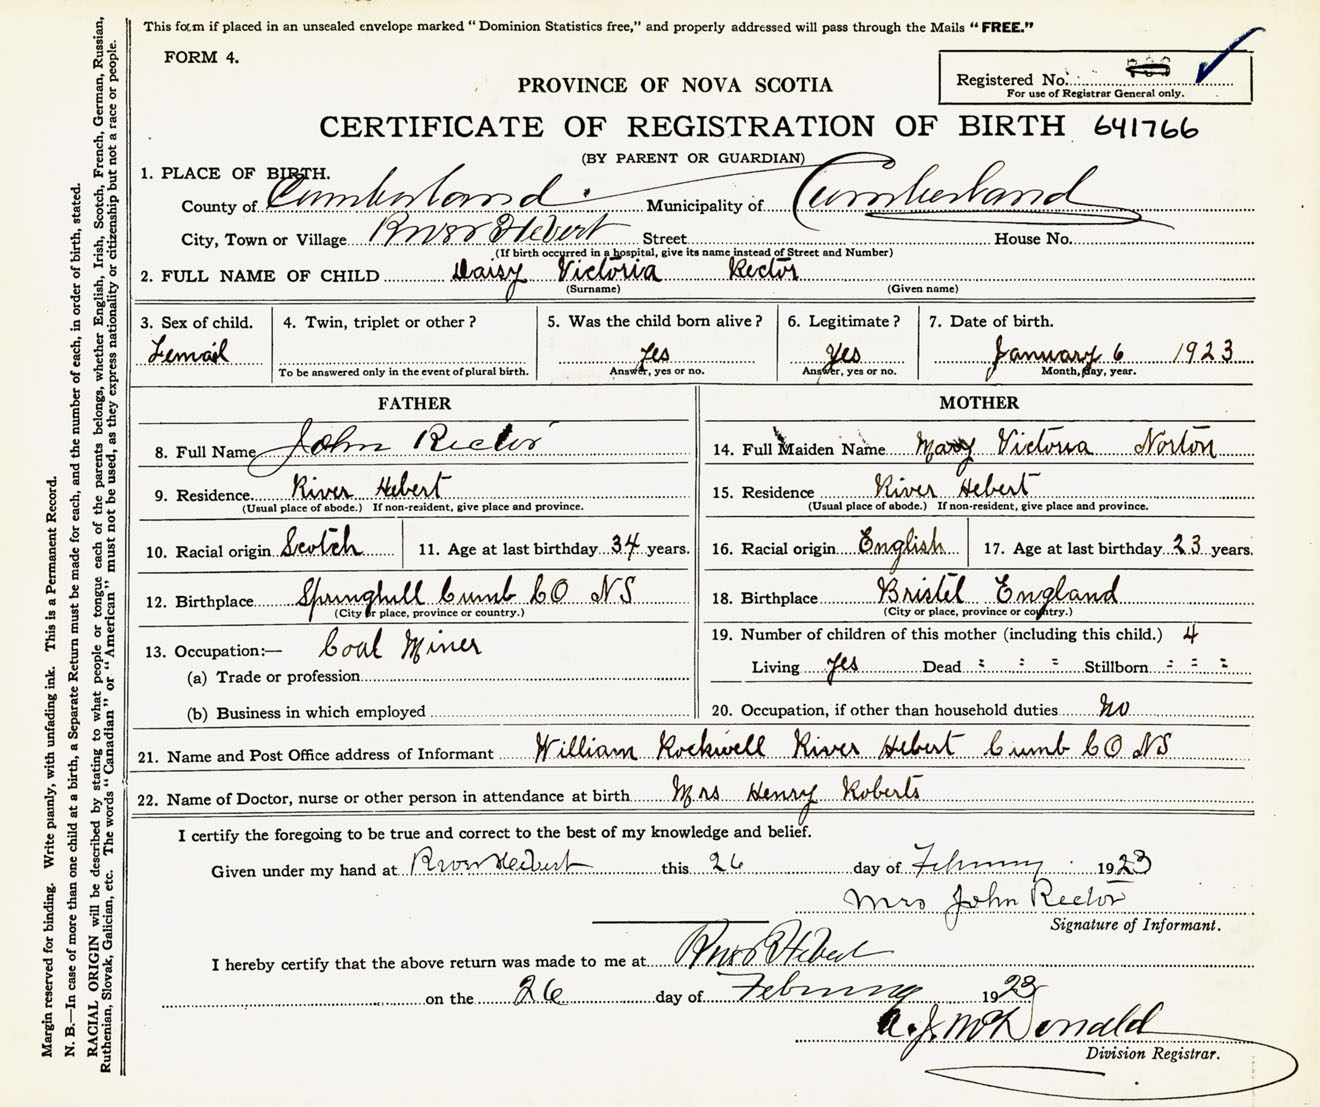 This form if placed in an unsealed envelope marked "Dominion Statistics free," and properly addressed will pass through the Mails "FREE."
FORM 4.
Registered No.
For use of Registrar General only.
PROVINCE OF NOVA SCOTIA
CERTIFICATE OF REGISTRATION OF BIRTH 641766
(BY PARENT OR GUARDIAN)
1. PLACE OF BIRTH.
County of Cumberland Municipality of Cumberland
City, Town or Village River Hebert Street House No.
(If birth occurred in a hospital, give its name instead of Street and Number)
2. FULL NAME OF CHILD Daisy Victoria Rector
(Surname) (Given name)
3. Sex of child. 4. Twin, triplet or other? 5. Was the child born alive? 6. Legitimate? 7. Date of birth.
Femail Yes Yes January 6 1923
To be answered only in the event of plural birth. Answer, yes or no. Answer, yes or no. Month, day, year.
FATHER
8. Full Name John Rector
9. Residence River Hebert
(Usual place of abode.) If non-resident, give place and province.
10. Racial origin Scotch 11. Age at last birthday 34 years.
12. Birthplace Springhill Cumb CO NS
(City or place, province or country.)
13. Occupation:— Coal Miner
(a) Trade or profession
(b) Business in which employed
MOTHER
14. Full Maiden Name Mary Victoria Norton
15. Residence River Hebert
(Usual place of abode.) If non-resident, give place and province.
16. Racial origin English 17. Age at last birthday 23 years.
18. Birthplace Bristel England
(City or place, province or country.)
19. Number of children of this mother (including this child.) 4
Living Yes Dead : : : Stillborn : : :
20. Occupation, if other than household duties no
21. Name and Post Office address of Informant William Rockwell River Hebert Cumb CO NS
22. Name of Doctor, nurse or other person in attendance at birth Mrs Henry Roberts
I certify the foregoing to be true and correct to the best of my knowledge and belief.
Given under my hand at River Hebert this 26 day of February 1923
Mrs John Rector
Signature of Informant.
I hereby certify that the above return was made to me at River Hebert
on the 26 day of February 1923
A. J. McDonald
Division Registrar.
Margin reserved for binding. Write plainly, with unfading ink. This is a Permanent Record.
N. B.—In case of more than one child at a birth, a Separate Return must be made for each, and the number of each, in order of birth, stated.
RACIAL ORIGIN will be described by stating to what people or tongue each of the parents belongs, whether English, Irish, Scotch, French, German, Russian,
Ruthenian, Slovak, Galician, etc. The words "Canadian" or "American" must not be used, as they express nationality or citizenship but not a race or people.